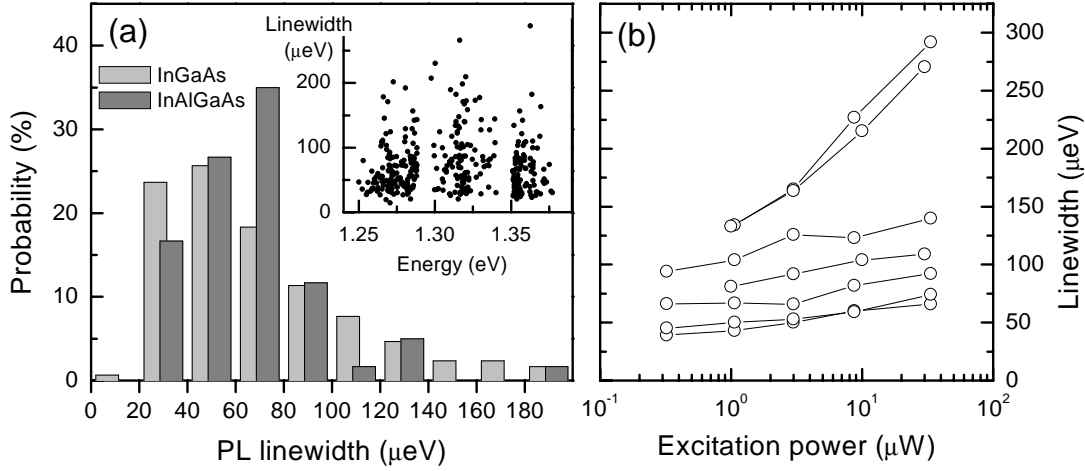 (a)
InGaAs
InAlGaAs
Probability (%)
40
30
20
10
0
0 20 40 60 80 100 120 140 160 180
PL linewidth (μeV)
Linewidth
(μeV)
200
100
0
1.25 1.30 1.35
Energy (eV)
(b)
300
250
200
150
100
50
0
Linewidth (μeV)
10-1 100 101 102
Excitation power (μW)